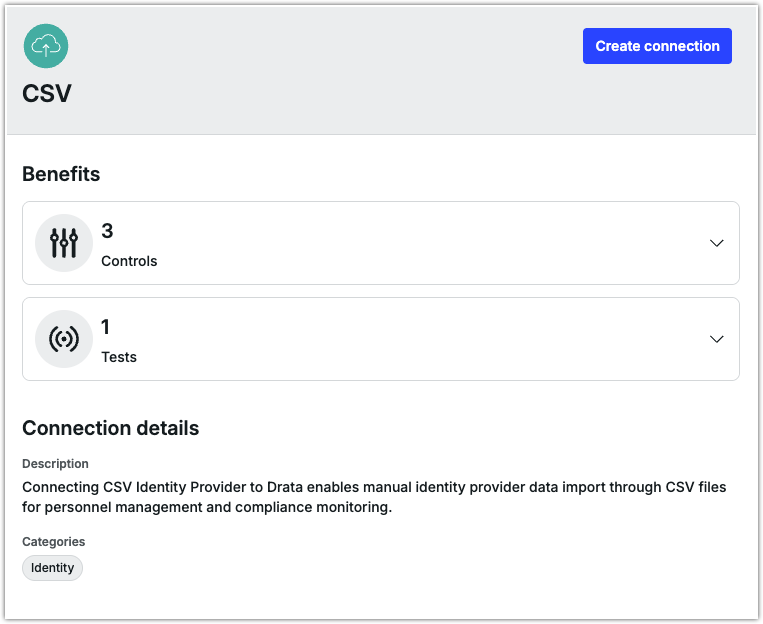 Create connection
CSV
Benefits
3
Controls
1
Tests
Connection details
Description
Connecting CSV Identity Provider to Drata enables manual identity provider data import through CSV files
for personnel management and compliance monitoring.
Categories
Identity